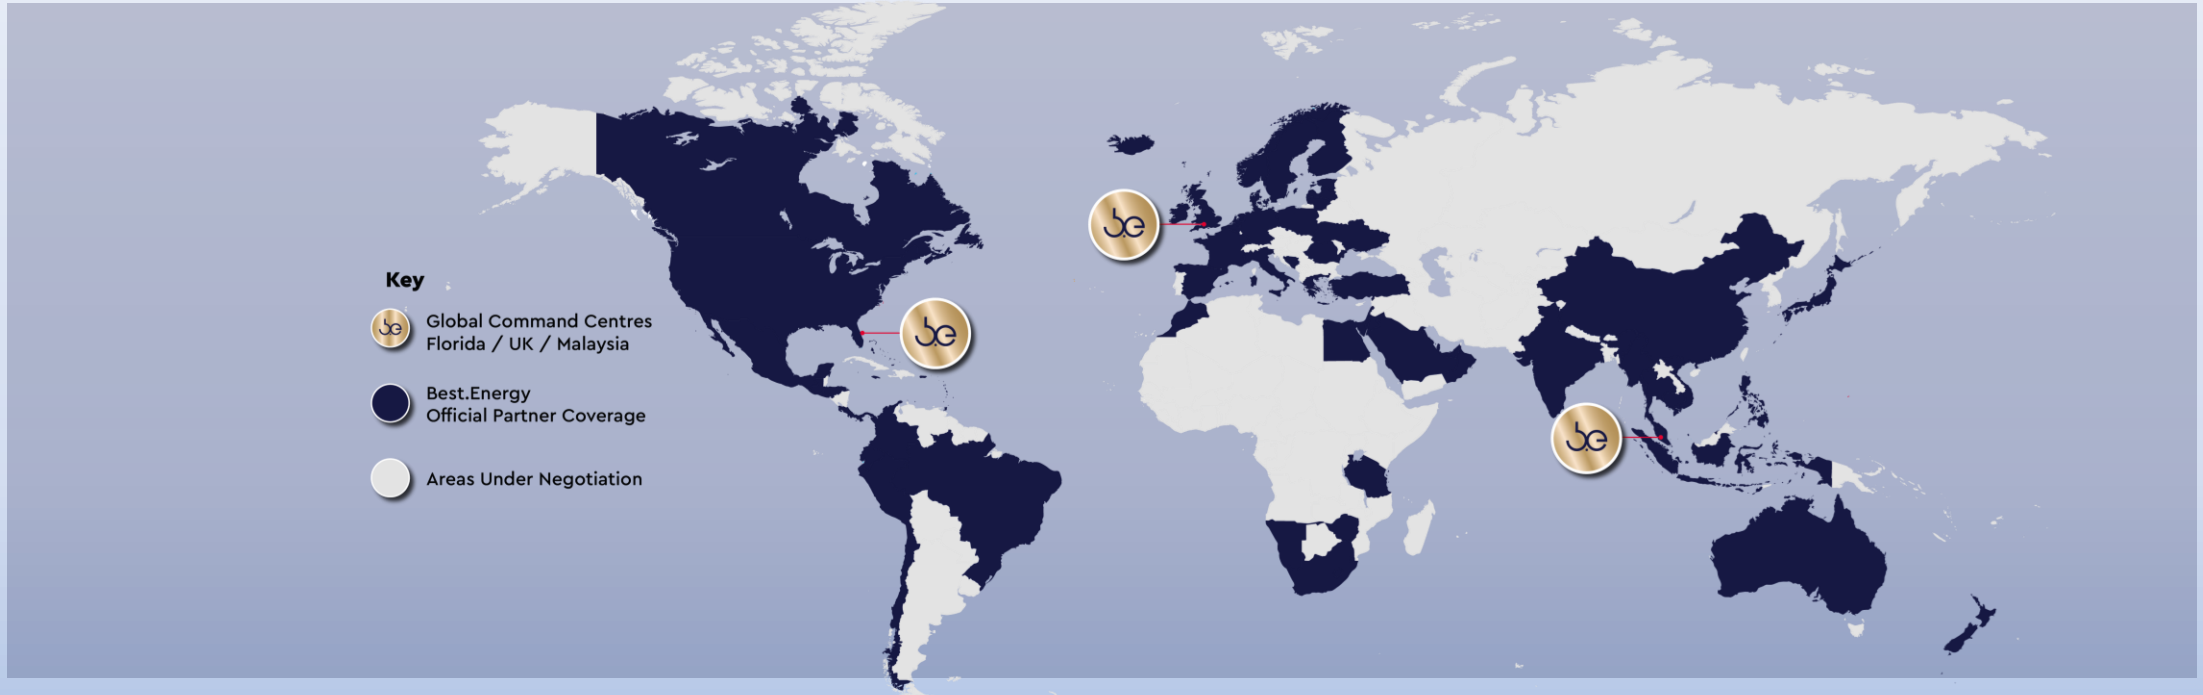 Key
b.e
Global Command Centres
Florida / UK / Malaysia
Best.Energy
Official Partner Coverage
Areas Under Negotiation
b.e
b.e
b.e